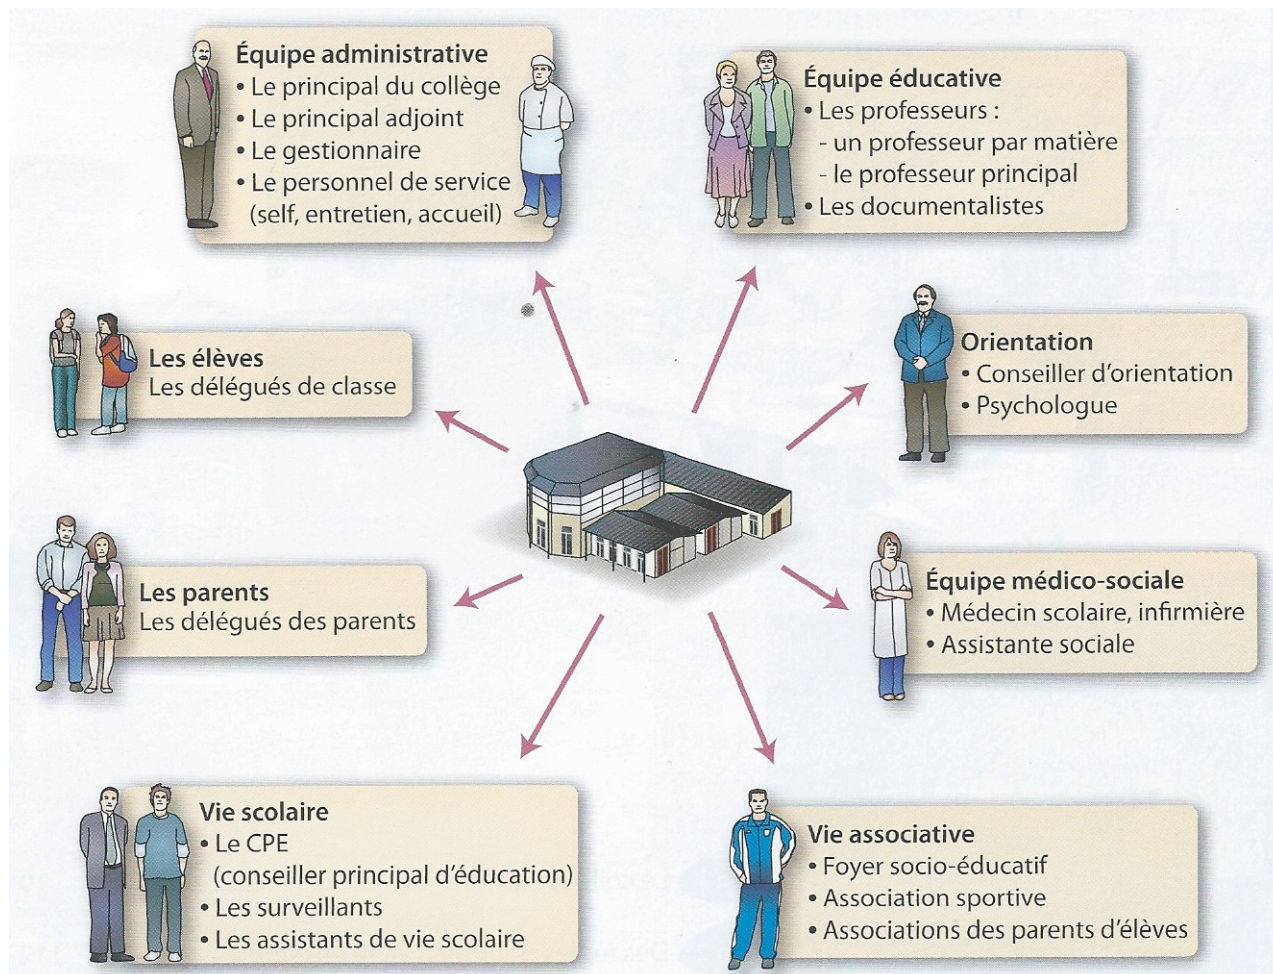 Équipe administrative
• Le principal du collège
• Le principal adjoint
• Le gestionnaire
• Le personnel de service
(self, entretien, accueil)
Équipe éducative
• Les professeurs :
- un professeur par matière
- le professeur principal
• Les documentalistes
Les élèves
Les délégués de classe
Orientation
• Conseiller d'orientation
• Psychologue
Les parents
Les délégués des parents
Équipe médico-sociale
• Médecin scolaire, infirmière
• Assistante sociale
Vie scolaire
• Le CPE
(conseiller principal d'éducation)
• Les surveillants
• Les assistants de vie scolaire
Vie associative
• Foyer socio-éducatif
• Association sportive
• Associations des parents d'élèves